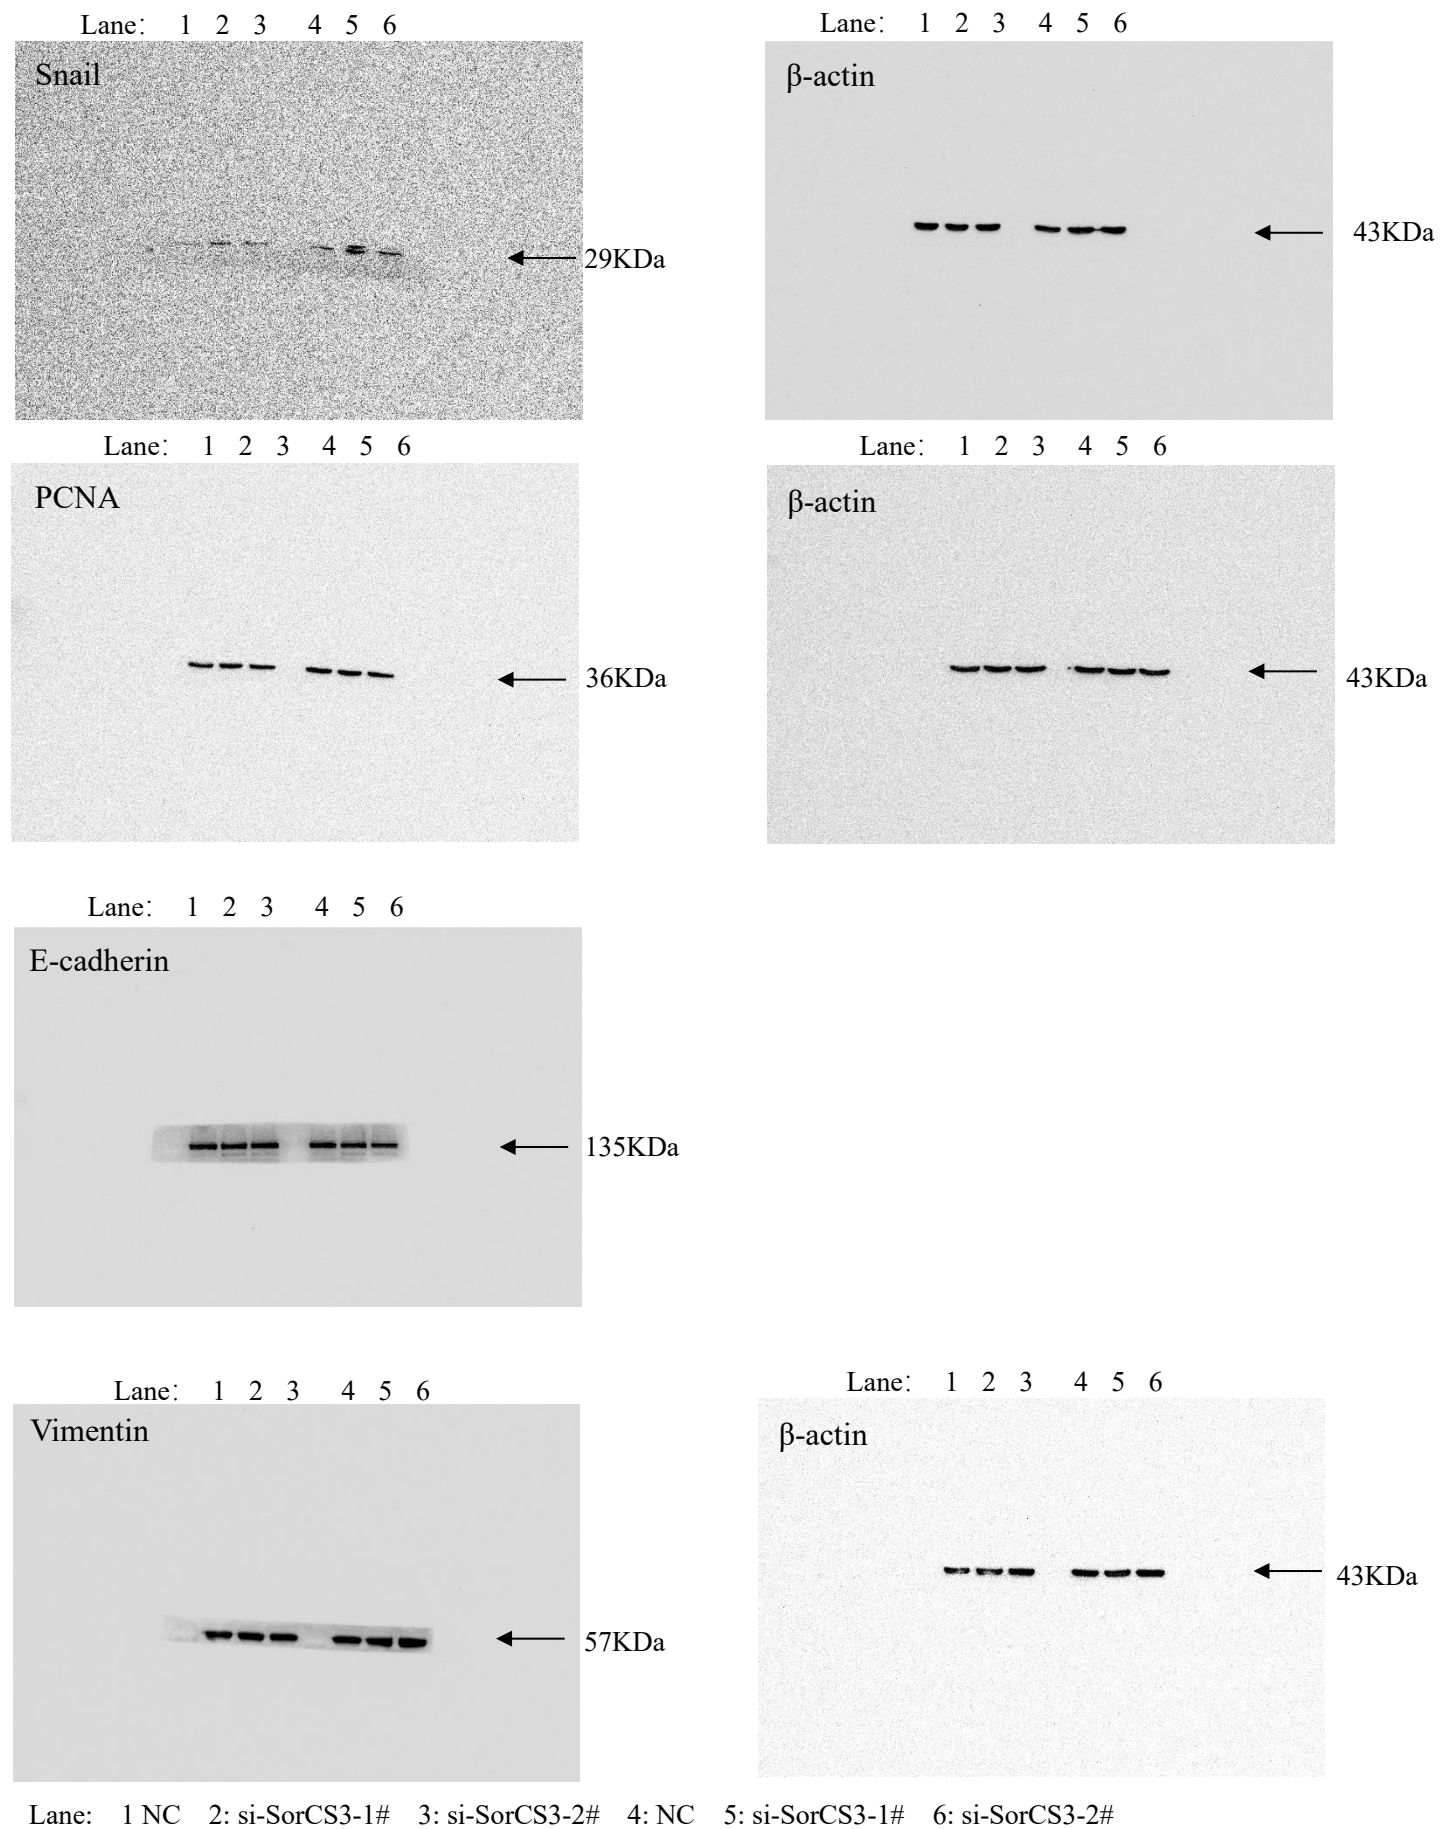 Lane: 1 2 3 4 5 6
Snail
29KDa
Lane: 1 2 3 4 5 6
β-actin
43KDa
Lane: 1 2 3 4 5 6
PCNA
36KDa
Lane: 1 2 3 4 5 6
β-actin
43KDa
Lane: 1 2 3 4 5 6
E-cadherin
135KDa
Lane: 1 2 3 4 5 6
Vimentin
57KDa
Lane: 1 2 3 4 5 6
β-actin
43KDa
Lane: 1 NC 2: si-SorCS3-1# 3: si-SorCS3-2# 4: NC 5: si-SorCS3-1# 6: si-SorCS3-2#